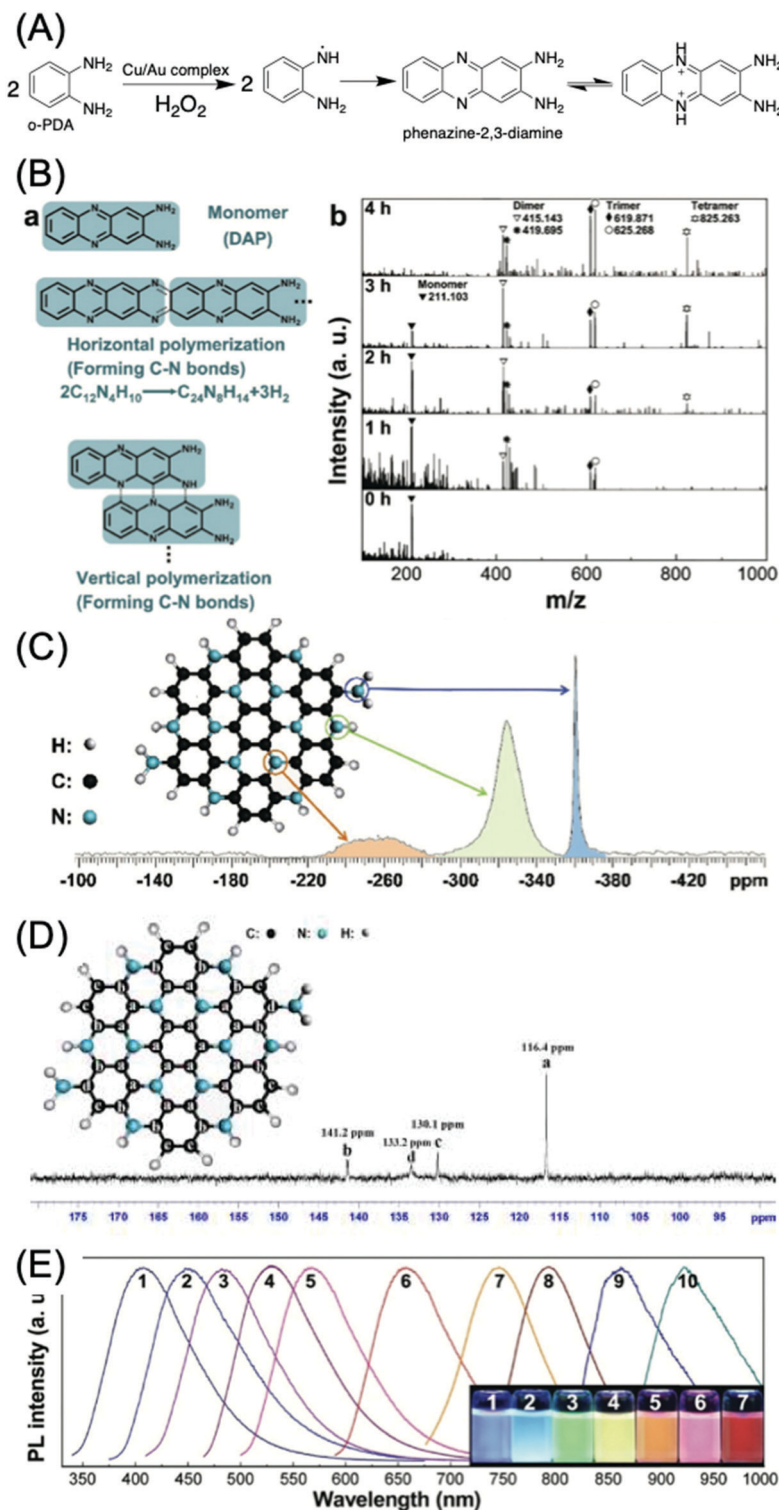 (A)
2
NH₂
NH₂
o-PDA
Cu/Au complex
H₂O₂
2
ṄH
NH₂
N
N
NH₂
NH₂
phenazine-2,3-diamine
H
N
+
+
N
H
NH₂
NH₂
(B)
a
N
N
NH₂
NH₂
Monomer
(DAP)
N
N
N
N
N
N
NH₂
NH₂
...
Horizontal polymerization
(Forming C-N bonds)
2C₁₂N₄H₁₀⟶C₂₄N₈H₁₄+3H₂
N
NH₂
N
NH
N
NH₂
N
NH₂
Vertical polymerization
(Forming C-N bonds)
b
4 h
Dimer
▽ 415.143
✱ 419.695
Trimer
♦ 619.871
○ 625.268
Tetramer
✡ 825.263
3 h
Monomer
▼ 211.103
2 h
1 h
0 h
Intensity (a. u.)
200 400 600 800 1000
m/z
(C)
H:
C:
N:
-100 -140 -180 -220 -260 -300 -340 -380 -420 ppm
(D)
C: N: H:
a a a a a a
b b b b b b
c c c c c c
d d
141.2 ppm
b
133.2 ppm
d
130.1 ppm
c
116.4 ppm
a
175 170 165 160 155 150 145 140 135 130 125 120 115 110 105 100 95 ppm
(E)
PL intensity (a. u
1 2 3 4 5 6 7 8 9 10
1 2 3 4 5 6 7
350 400 450 500 550 600 650 700 750 800 850 900 950 1000
Wavelength (nm)